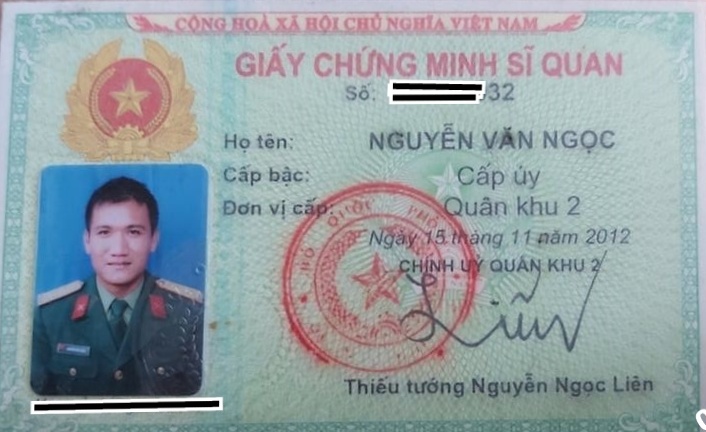 CỘNG HOÀ XÃ HỘI CHỦ NGHĨA VIỆT NAM
GIẤY CHỨNG MINH SĨ QUAN
Số: 32
Họ tên: NGUYỄN VĂN NGỌC
Cấp bậc: Cấp úy
Đơn vị cấp: Quân khu 2
Ngày 15 tháng 11 năm 2012
CHÍNH UỶ QUÂN KHU 2
Thiếu tướng Nguyễn Ngọc Liên